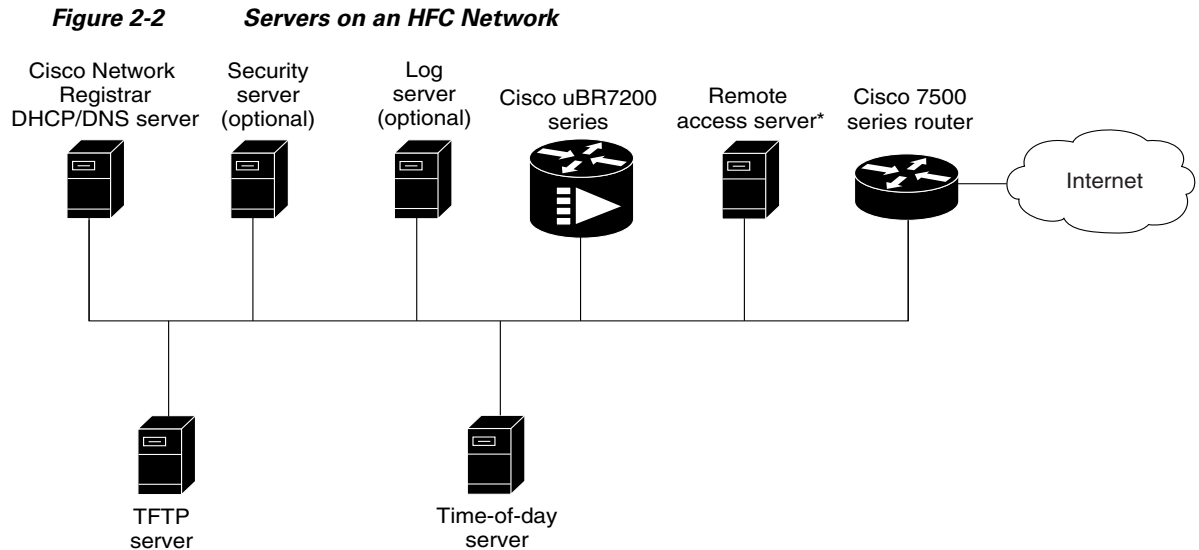 Figure 2-2 Servers on an HFC Network
Cisco Network
Registrar
DHCP/DNS server
Security
server
(optional)
Log
server
(optional)
Cisco uBR7200
series
Remote
access server*
Cisco 7500
series router
Internet
TFTP
server
Time-of-day
server